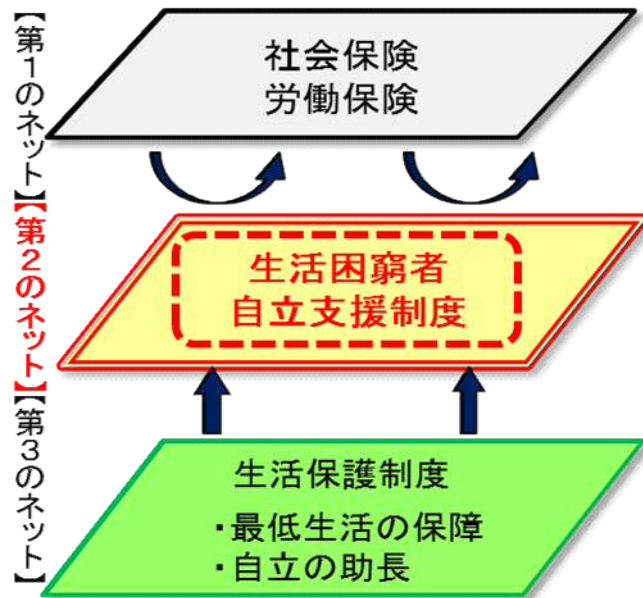 【第1のネット】
社会保険
労働保険
【第2のネット】
生活困窮者
自立支援制度
【第3のネット】
生活保護制度
・最低生活の保障
・自立の助長